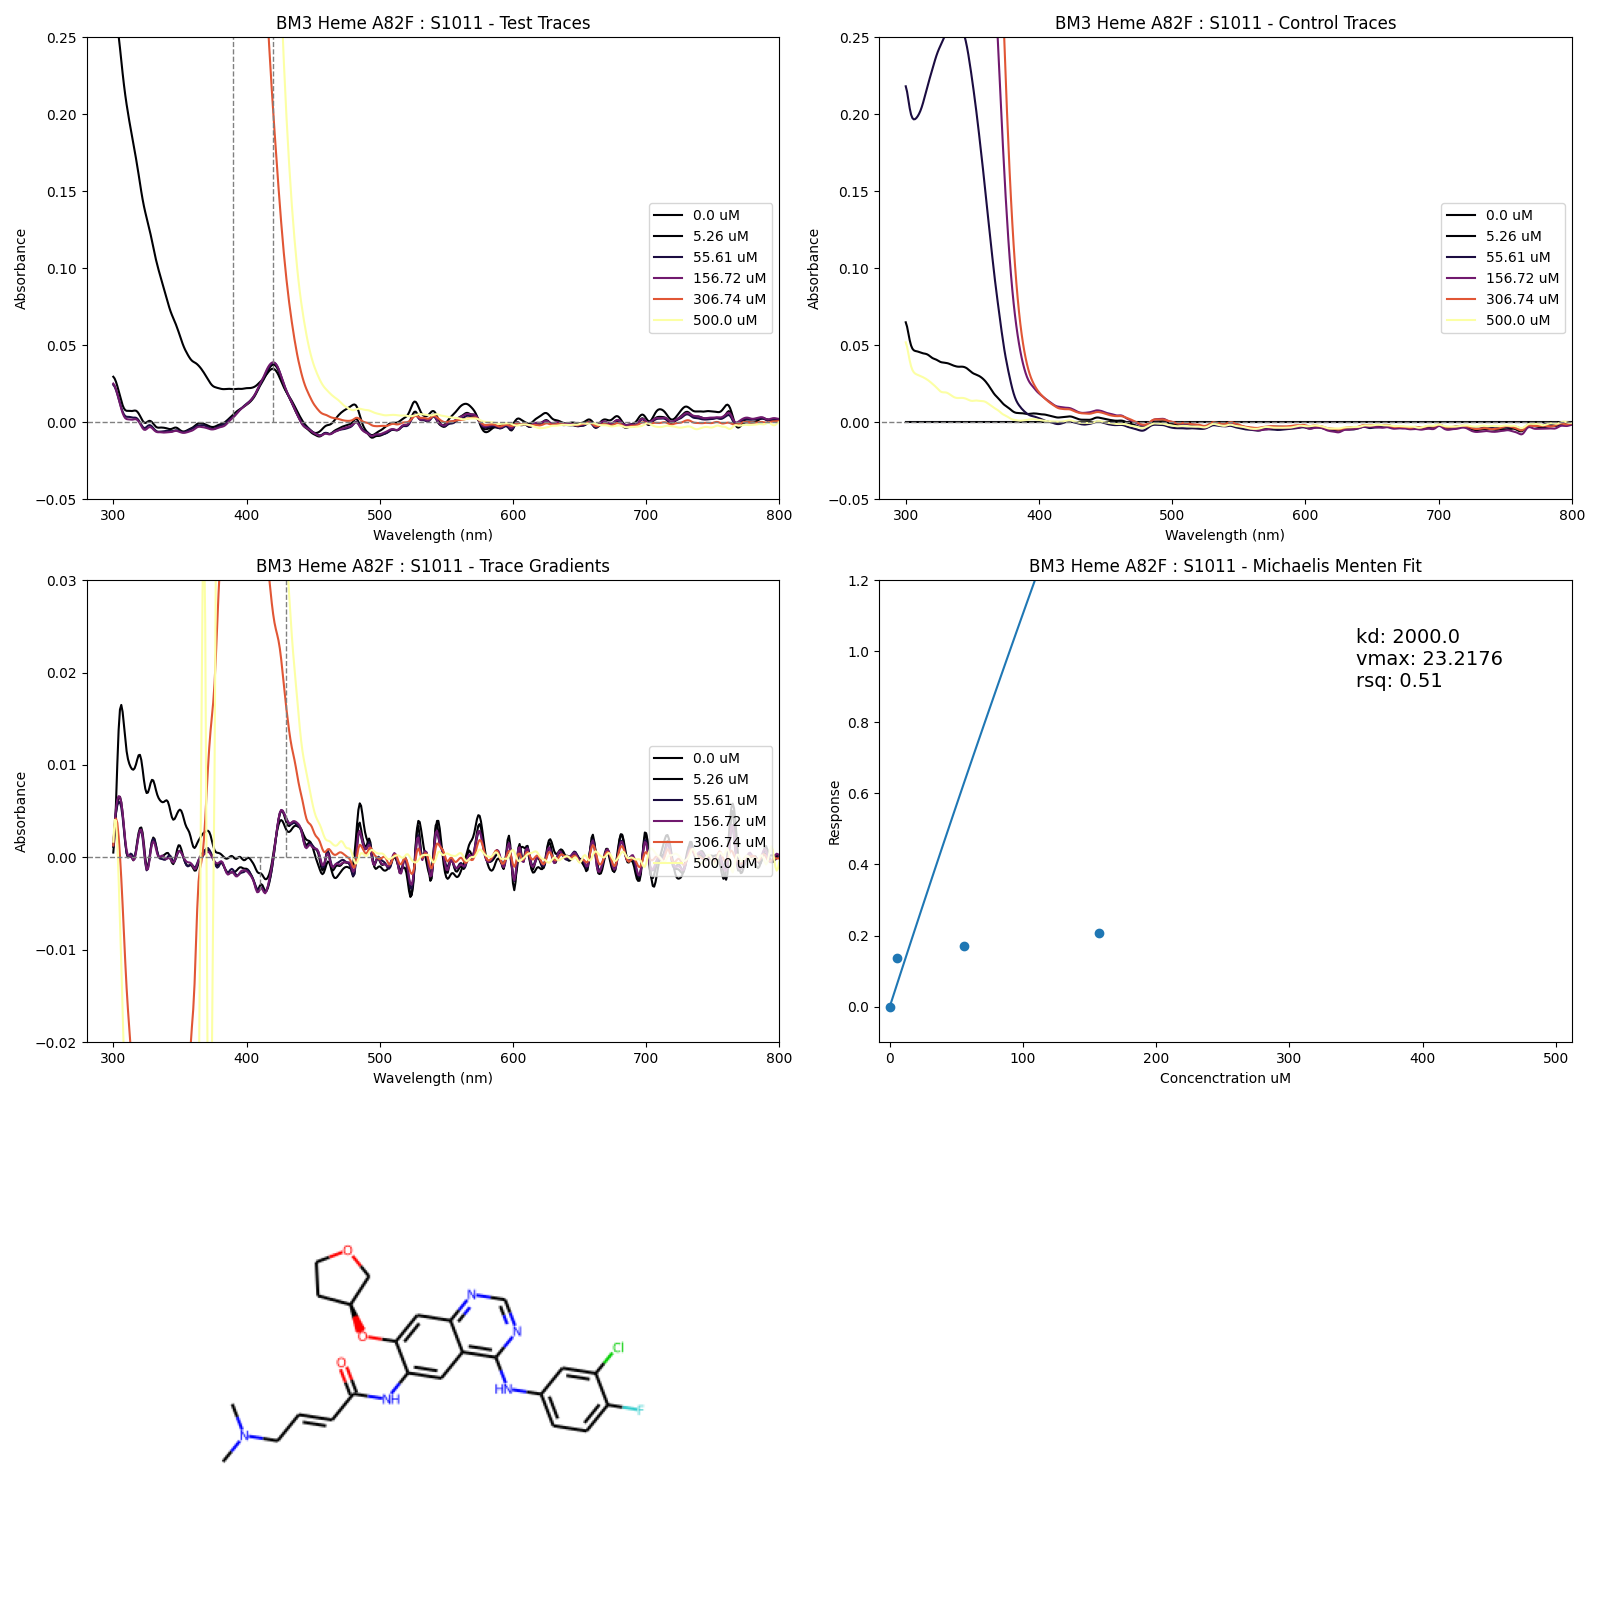 BM3 Heme A82F : S1011 - Test Traces
0.25
0.20
0.15
0.10
0.05
0.00
−0.05
Absorbance
300
400
500
600
700
800
Wavelength (nm)
0.0 uM
5.26 uM
55.61 uM
156.72 uM
306.74 uM
500.0 uM
BM3 Heme A82F : S1011 - Control Traces
0.25
0.20
0.15
0.10
0.05
0.00
−0.05
Absorbance
300
400
500
600
700
800
Wavelength (nm)
0.0 uM
5.26 uM
55.61 uM
156.72 uM
306.74 uM
500.0 uM
BM3 Heme A82F : S1011 - Trace Gradients
0.03
0.02
0.01
0.00
−0.01
−0.02
Absorbance
300
400
500
600
700
800
Wavelength (nm)
0.0 uM
5.26 uM
55.61 uM
156.72 uM
306.74 uM
500.0 uM
BM3 Heme A82F : S1011 - Michaelis Menten Fit
1.2
1.0
0.8
0.6
0.4
0.2
0.0
Response
0
100
200
300
400
500
Concenctration uM
kd: 2000.0
vmax: 23.2176
rsq: 0.51
O
N
N
O
Cl
O
HN
NH
F
N